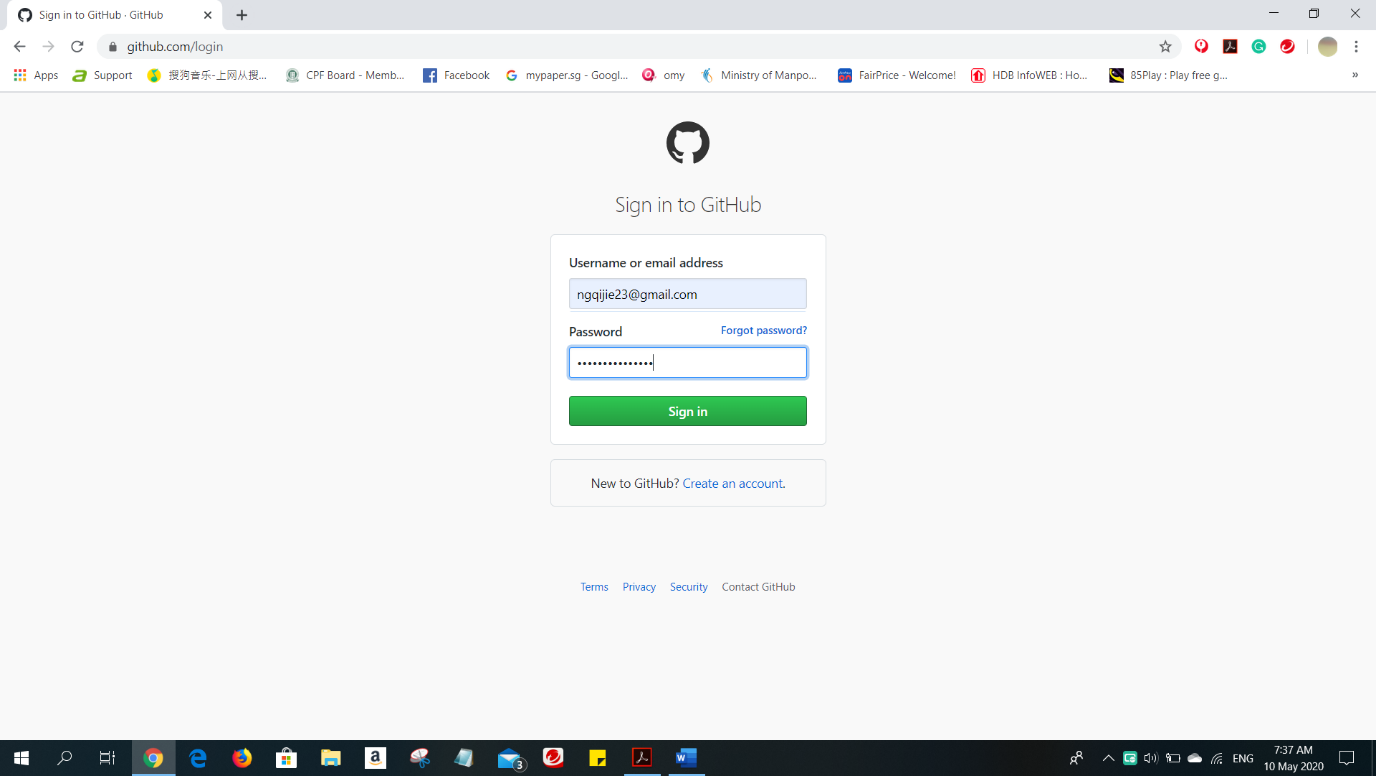 Sign in to GitHub · GitHub
github.com/login
Apps
Support
搜狗音乐-上网从搜...
CPF Board - Memb...
Facebook
mypaper.sg - Googl...
omy
Ministry of Manpo...
FairPrice - Welcome!
HDB InfoWEB : Ho...
85Play : Play free g...
»
Sign in to GitHub
Username or email address
ngqijie23@gmail.com
Password Forgot password?
•••••••••••••••
Sign in
New to GitHub? Create an account.
Terms Privacy Security Contact GitHub
3
ENG
7:37 AM
10 May 2020